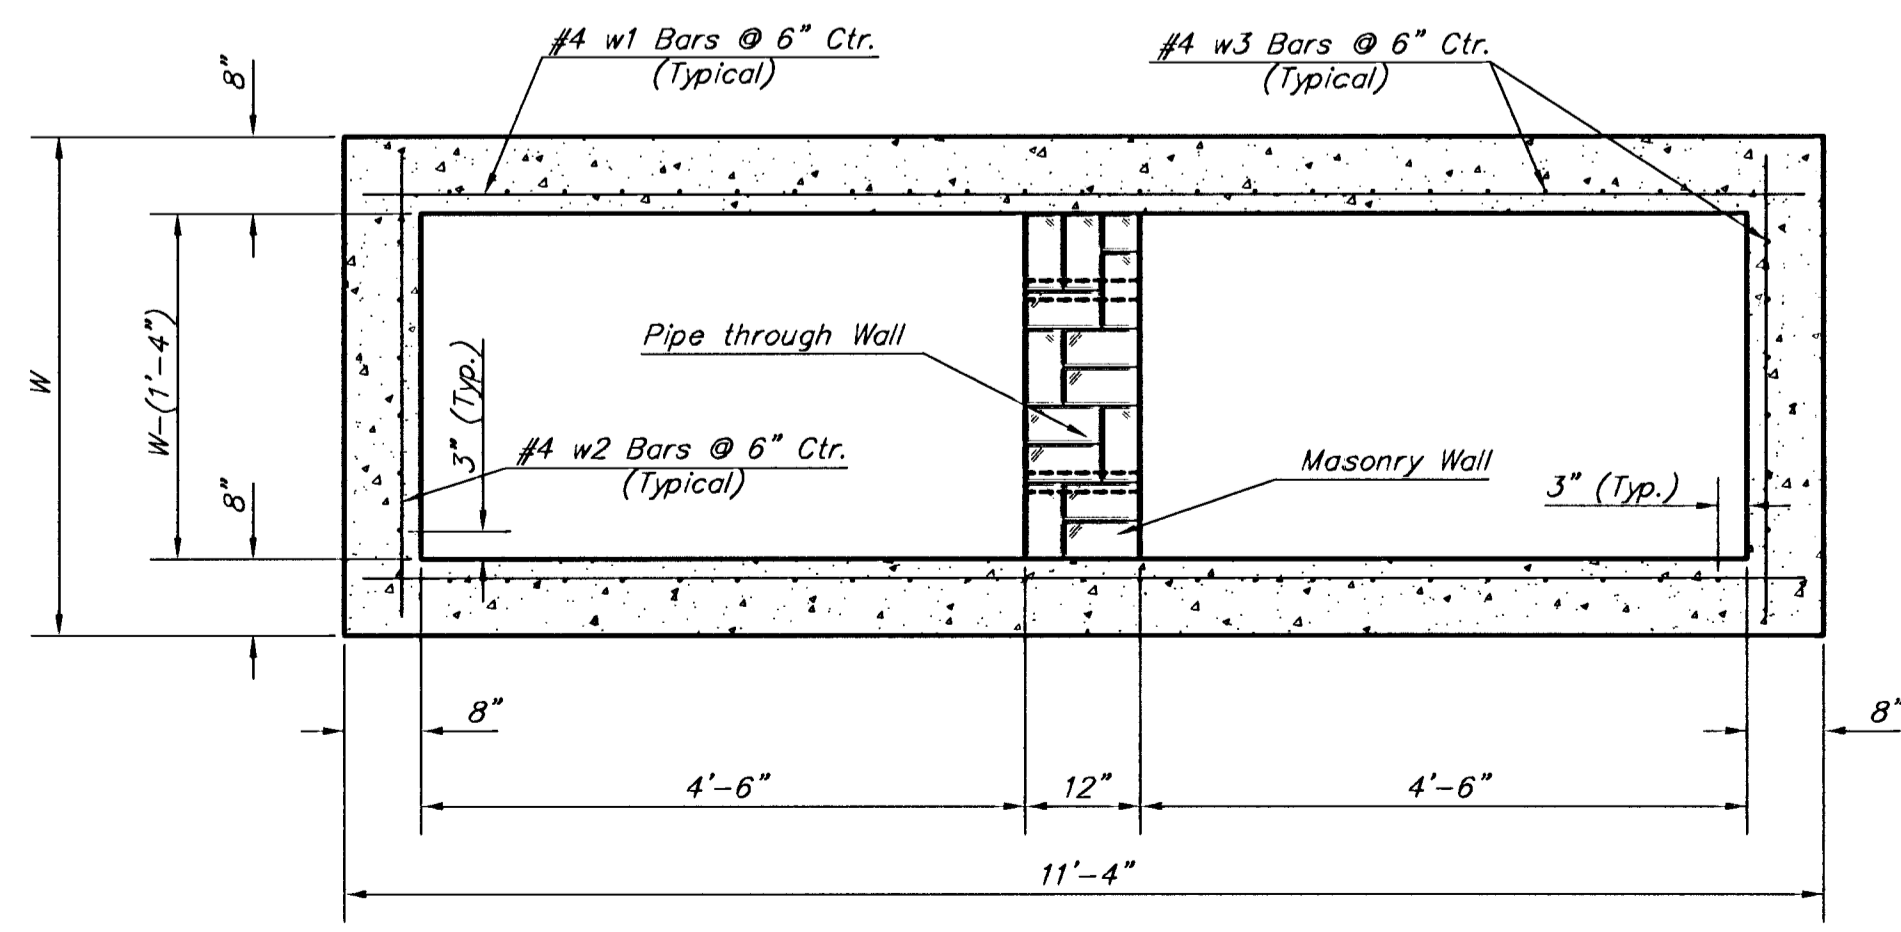 #4 w1 Bars @ 6" Ctr.
(Typical)
#4 w3 Bars @ 6" Ctr.
(Typical)
8"
W
W-(1'-4")
Pipe through Wall
3" (Typ.)
#4 w2 Bars @ 6" Ctr.
(Typical)
Masonry Wall
3" (Typ.)
8"
8"
8"
4'-6"
12"
4'-6"
11'-4"